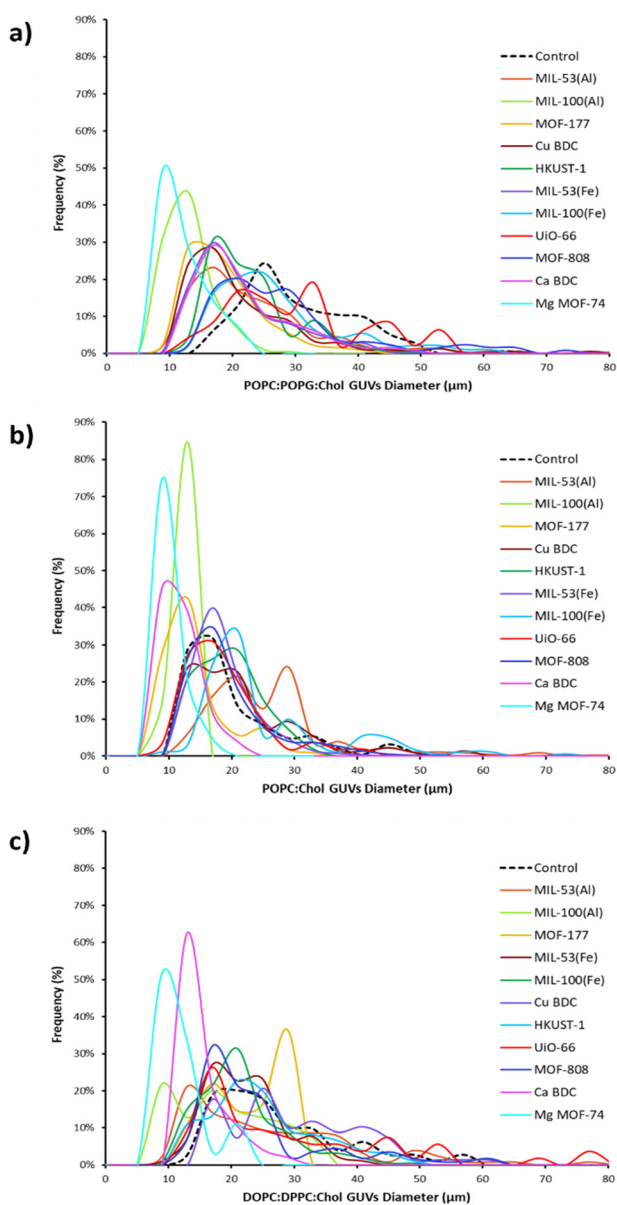 a)
90%
80%
70%
60%
50%
40%
30%
20%
10%
0%
Frequency (%)
0 10 20 30 40 50 60 70 80
POPC:POPG:Chol GUVs Diameter (µm)
Control
MIL-53(Al)
MIL-100(Al)
MOF-177
Cu BDC
HKUST-1
MIL-53(Fe)
MIL-100(Fe)
UiO-66
MOF-808
Ca BDC
Mg MOF-74
b)
90%
80%
70%
60%
50%
40%
30%
20%
10%
0%
Frequency (%)
0 10 20 30 40 50 60 70 80
POPC:Chol GUVs Diameter (µm)
Control
MIL-53(Al)
MIL-100(Al)
MOF-177
Cu BDC
HKUST-1
MIL-53(Fe)
MIL-100(Fe)
UiO-66
MOF-808
Ca BDC
Mg MOF-74
c)
90%
80%
70%
60%
50%
40%
30%
20%
10%
0%
Frequency (%)
0 10 20 30 40 50 60 70 80
DOPC:DPPC:Chol GUVs Diameter (µm)
Control
MIL-53(Al)
MIL-100(Al)
MOF-177
MIL-53(Fe)
MIL-100(Fe)
Cu BDC
HKUST-1
UiO-66
MOF-808
Ca BDC
Mg MOF-74